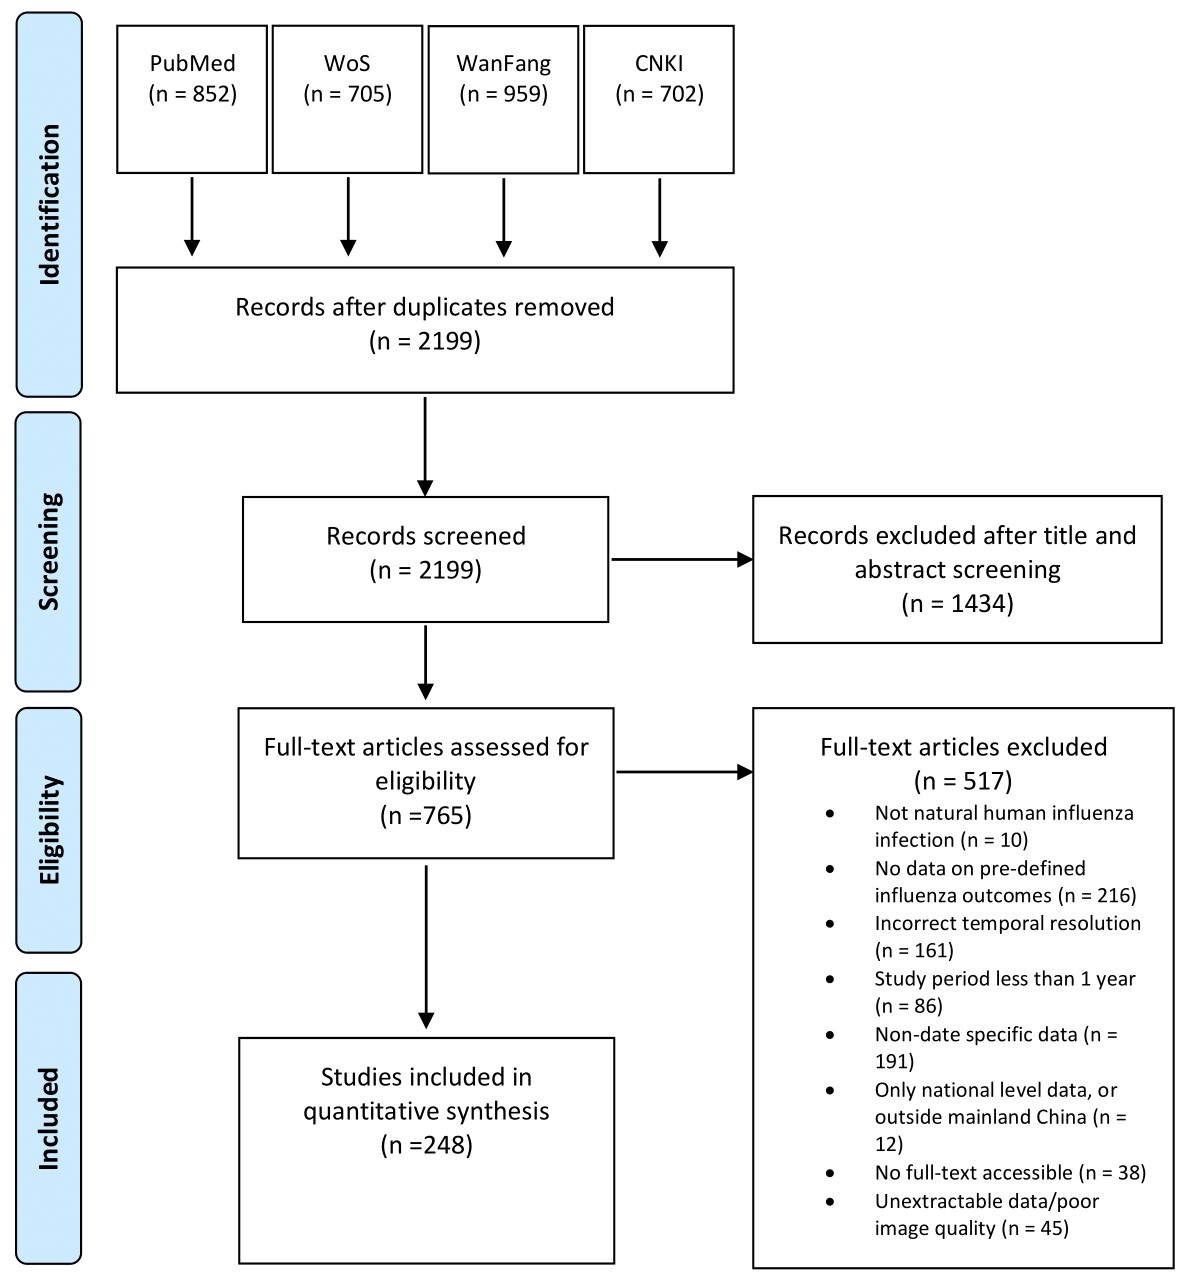 Identification
PubMed
(n = 852)
WoS
(n = 705)
WanFang
(n = 959)
CNKI
(n = 702)
Records after duplicates removed
(n = 2199)
Screening
Records screened
(n = 2199)
Records excluded after title and
abstract screening
(n = 1434)
Eligibility
Full-text articles assessed for
eligibility
(n =765)
Full-text articles excluded
(n = 517)
• Not natural human influenza
infection (n = 10)
• No data on pre-defined
influenza outcomes (n = 216)
• Incorrect temporal resolution
(n = 161)
• Study period less than 1 year
(n = 86)
• Non-date specific data (n =
191)
• Only national level data, or
outside mainland China (n =
12)
• No full-text accessible (n = 38)
• Unextractable data/poor
image quality (n = 45)
Included
Studies included in
quantitative synthesis
(n =248)